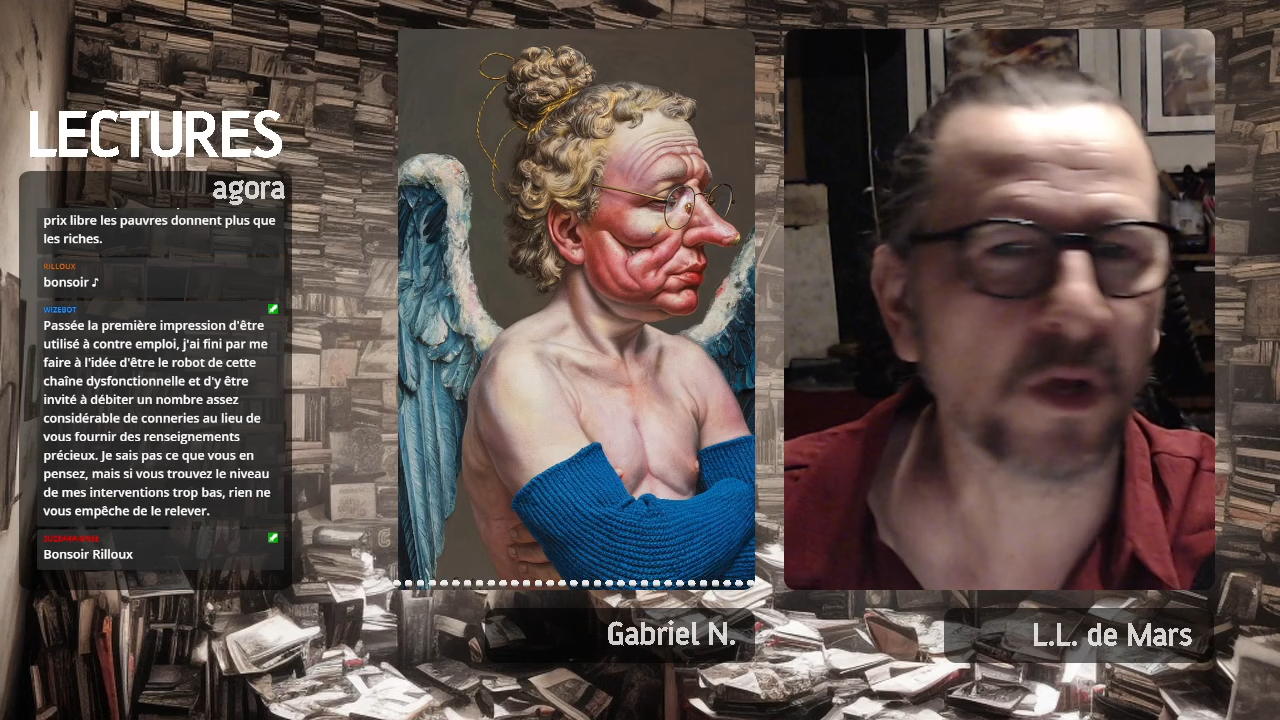 LECTURES
agora
prix libre les pauvres donnent plus que
les riches.
RILLOUX
bonsoir ♪
WIZEBOT
Passée la première impression d'être
utilisé à contre emploi, j'ai fini par me
faire à l'idée d'être le robot de cette
chaîne dysfonctionnelle et d'y être
invité à débiter un nombre assez
considérable de conneries au lieu de
vous fournir des renseignements
précieux. Je sais pas ce que vous en
pensez, mais si vous trouvez le niveau
de mes interventions trop bas, rien ne
vous empêche de le relever.
Bonsoir Rilloux
Gabriel N.
L.L. de Mars